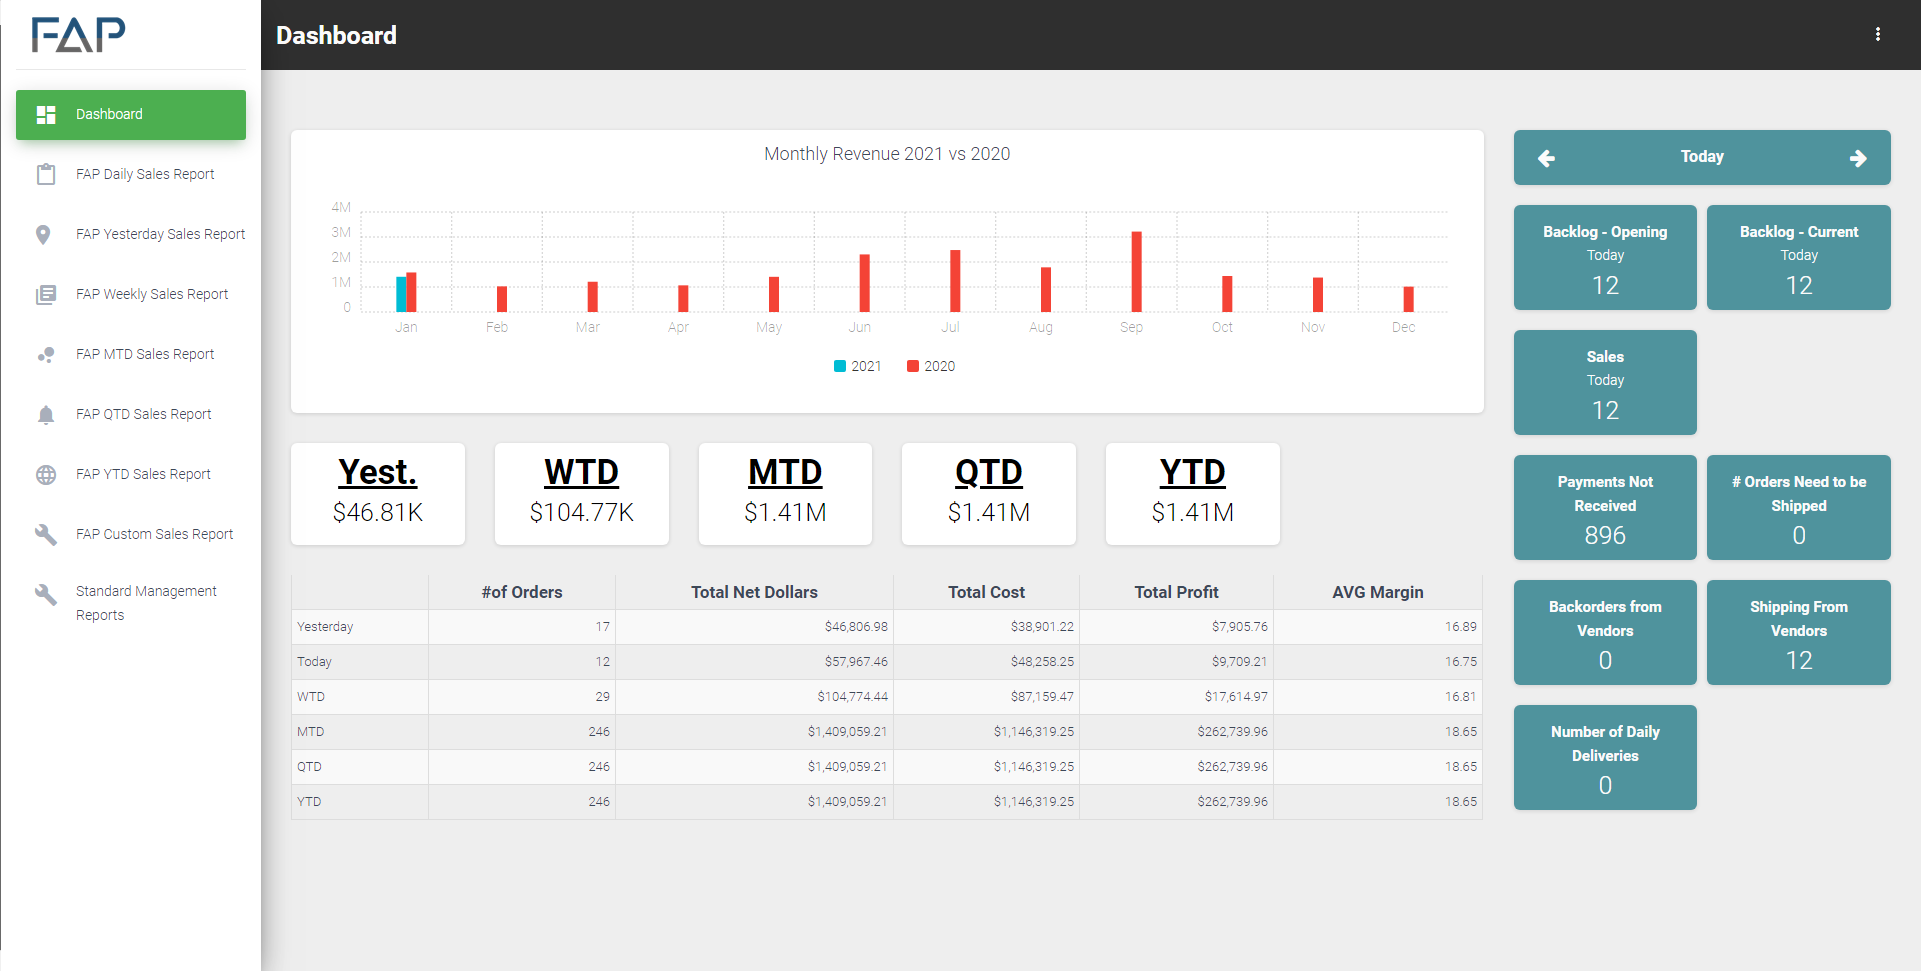 FAP
Dashboard
Dashboard
FAP Daily Sales Report
FAP Yesterday Sales Report
FAP Weekly Sales Report
FAP MTD Sales Report
FAP QTD Sales Report
FAP YTD Sales Report
FAP Custom Sales Report
Standard Management
Reports
Monthly Revenue 2021 vs 2020
4M
3M
2M
1M
0
Jan Feb Mar Apr May Jun Jul Aug Sep Oct Nov Dec
2021 2020
Yest.
$46.81K
WTD
$104.77K
MTD
$1.41M
QTD
$1.41M
YTD
$1.41M
#of Orders Total Net Dollars Total Cost Total Profit AVG Margin
Yesterday 17 $46,806.98 $38,901.22 $7,905.76 16.89
Today 12 $57,967.46 $48,258.25 $9,709.21 16.75
WTD 29 $104,774.44 $87,159.47 $17,614.97 16.81
MTD 246 $1,409,059.21 $1,146,319.25 $262,739.96 18.65
QTD 246 $1,409,059.21 $1,146,319.25 $262,739.96 18.65
YTD 246 $1,409,059.21 $1,146,319.25 $262,739.96 18.65
Today
Backlog - Opening
Today
12
Backlog - Current
Today
12
Sales
Today
12
Payments Not
Received
896
# Orders Need to be
Shipped
0
Backorders from
Vendors
0
Shipping From
Vendors
12
Number of Daily
Deliveries
0